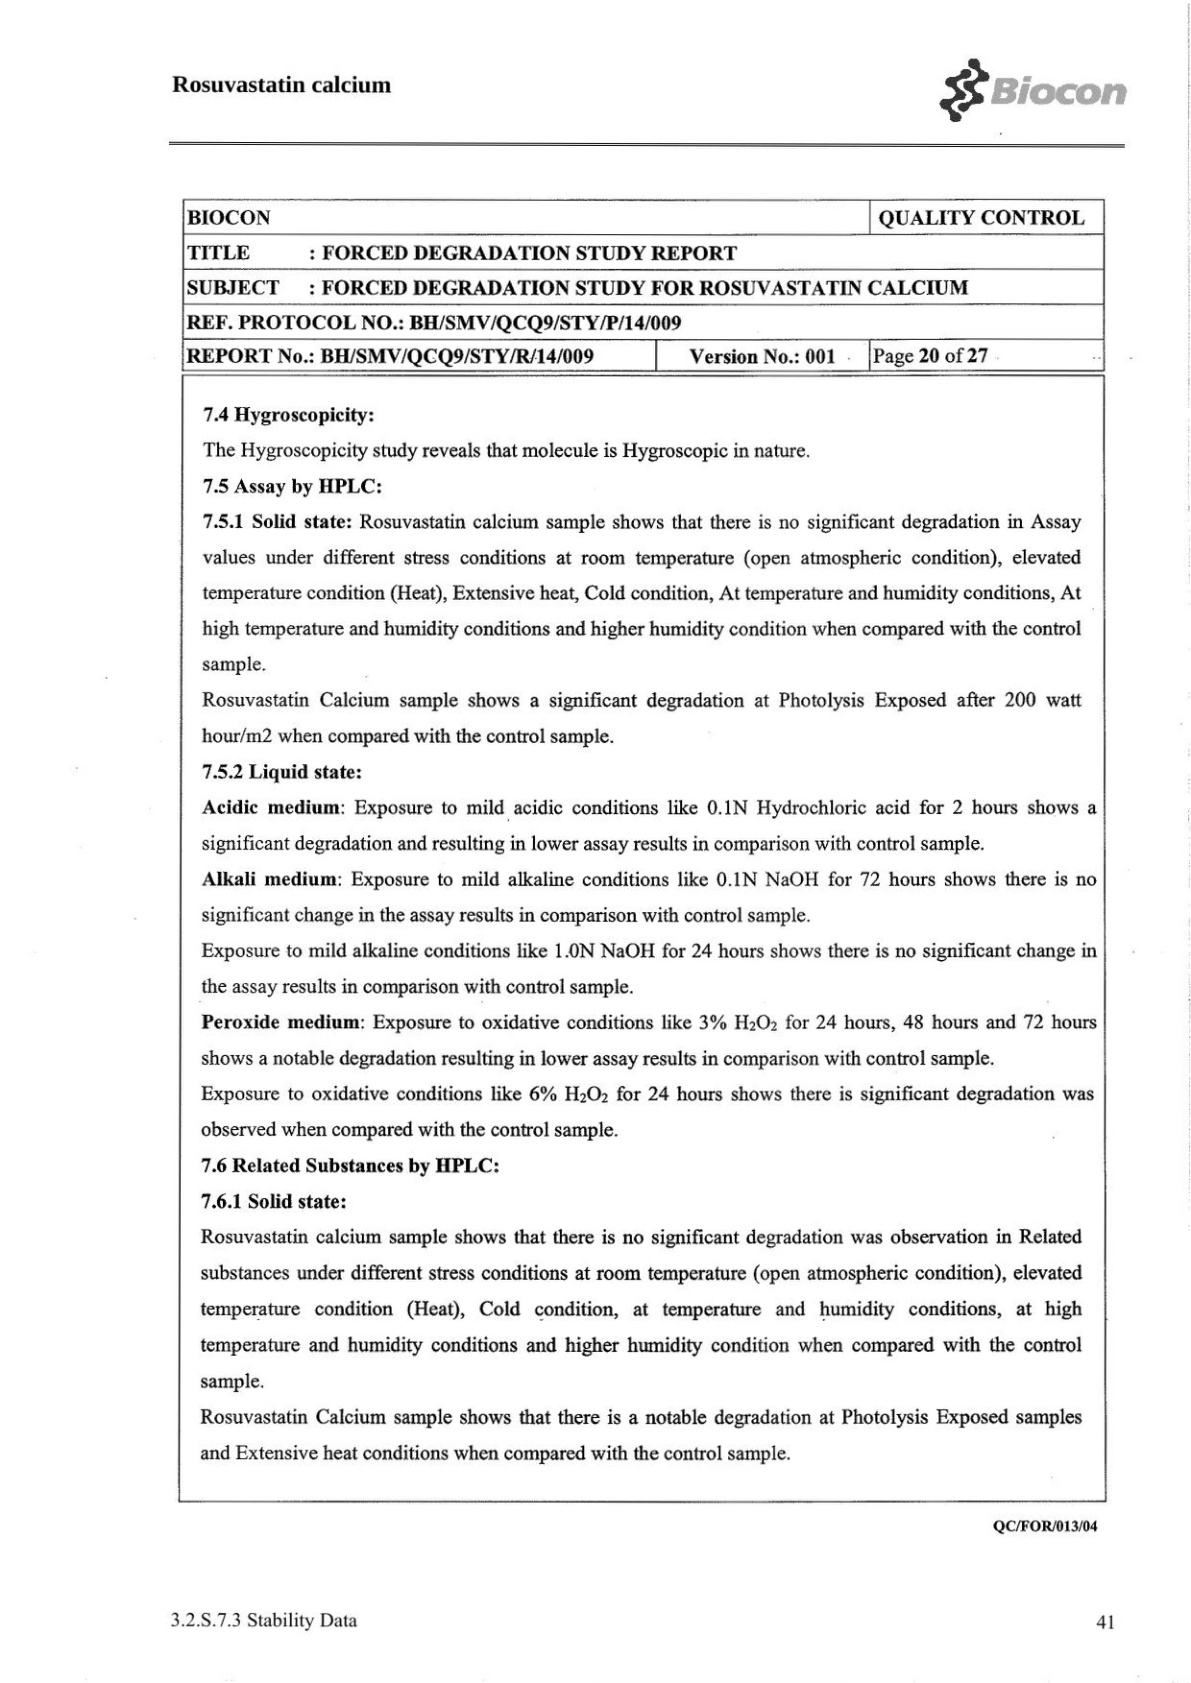 Rosuvastatin calcium
Biocon
BIOCON QUALITY CONTROL
TITLE : FORCED DEGRADATION STUDY REPORT
SUBJECT : FORCED DEGRADATION STUDY FOR ROSUVASTATIN CALCIUM
REF. PROTOCOL NO.: BH/SMV/QCQ9/STY/P/14/009
REPORT No.: BH/SMV/QCQ9/STY/R/14/009 Version No.: 001 Page 20 of 27
7.4 Hygroscopicity:
The Hygroscopicity study reveals that molecule is Hygroscopic in nature.
7.5 Assay by HPLC:
7.5.1 Solid state: Rosuvastatin calcium sample shows that there is no significant degradation in Assay
values under different stress conditions at room temperature (open atmospheric condition), elevated
temperature condition (Heat), Extensive heat, Cold condition, At temperature and humidity conditions, At
high temperature and humidity conditions and higher humidity condition when compared with the control
sample.
Rosuvastatin Calcium sample shows a significant degradation at Photolysis Exposed after 200 watt
hour/m2 when compared with the control sample.
7.5.2 Liquid state:
Acidic medium: Exposure to mild acidic conditions like 0.1N Hydrochloric acid for 2 hours shows a
significant degradation and resulting in lower assay results in comparison with control sample.
Alkali medium: Exposure to mild alkaline conditions like 0.1N NaOH for 72 hours shows there is no
significant change in the assay results in comparison with control sample.
Exposure to mild alkaline conditions like 1.0N NaOH for 24 hours shows there is no significant change in
the assay results in comparison with control sample.
Peroxide medium: Exposure to oxidative conditions like 3% H₂O₂ for 24 hours, 48 hours and 72 hours
shows a notable degradation resulting in lower assay results in comparison with control sample.
Exposure to oxidative conditions like 6% H₂O₂ for 24 hours shows there is significant degradation was
observed when compared with the control sample.
7.6 Related Substances by HPLC:
7.6.1 Solid state:
Rosuvastatin calcium sample shows that there is no significant degradation was observation in Related
substances under different stress conditions at room temperature (open atmospheric condition), elevated
temperature condition (Heat), Cold condition, at temperature and humidity conditions, at high
temperature and humidity conditions and higher humidity condition when compared with the control
sample.
Rosuvastatin Calcium sample shows that there is a notable degradation at Photolysis Exposed samples
and Extensive heat conditions when compared with the control sample.
QC/FOR/013/04
3.2.S.7.3 Stability Data 41